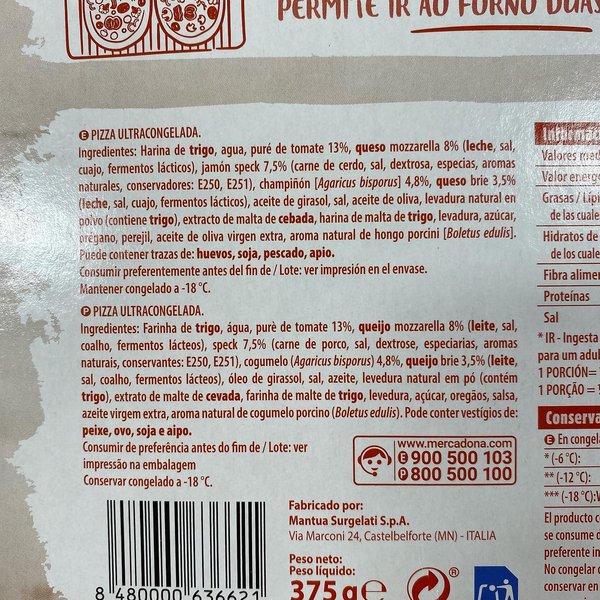 PERMITE IR AO FORNO DUAS
E PIZZA ULTRACONGELADA.
Ingredientes: Harina de trigo, agua, puré de tomate 13%, queso mozzarella 8% (leche, sal,
cuajo, fermentos lácticos), jamón speck 7,5% (carne de cerdo, sal, dextrosa, especias, aromas
naturales, conservadores: E250, E251), champiñón [Agaricus bisporus] 4,8%, queso brie 3,5%
(leche, sal, cuajo, fermentos lácticos), aceite de girasol, sal, aceite de oliva, levadura natural en
polvo (contiene trigo), extracto de malta de cebada, harina de malta de trigo, levadura, azúcar,
orégano, perejil, aceite de oliva virgen extra, aroma natural de hongo porcini [Boletus edulis].
Puede contener trazas de: huevos, soja, pescado, apio.
Consumir preferentemente antes del fin de / Lote: ver impresión en el envase.
Mantener congelado a -18 °C.
P PIZZA ULTRACONGELADA.
Ingredientes: Farinha de trigo, água, purè de tomate 13%, queijo mozzarella 8% (leite, sal,
coalho, fermentos lácteos), speck 7,5% (carne de porco, sal, dextrose, especiarias, aromas
naturais, conservantes: E250, E251), cogumelo (Agaricus bisporus) 4,8%, queijo brie 3,5% (leite,
sal, coalho, fermentos lácteos), óleo de girassol, sal, azeite, levedura natural em pó (contém
trigo), extrato de malte de cevada, farinha de malte de trigo, levedura, açúcar, oregãos, salsa,
azeite virgem extra, aroma natural de cogumelo porcino (Boletus edulis). Pode conter vestígios de:
peixe, ovo, soja e aipo.
Consumir de preferência antes do fim de / Lote: ver
impressão na embalagem
Conservar congelado a -18 °C.
www.mercadona.com
E 900 500 103
P 800 500 100
Fabricado por:
Mantua Surgelati S.p.A.
Via Marconi 24, Castelbelforte (MN) - ITALIA
Peso neto:
Peso líquido:
375 g e
®
8 480000 636621
Informac
Valores med
Valor energé
Grasas / Lípi
de las cuale
Hidratos de
de los cuale
Fibra alimen
Proteínas
Sal
* IR - Ingesta
para un adul
1 PORCIÓN=
1 PORÇÃO =
Conserva
E En congela
* (-6 °C):
** (-12 °C):
*** (-18 °C):
El producto c
se consume d
preferente in
No congelar
Conservar en